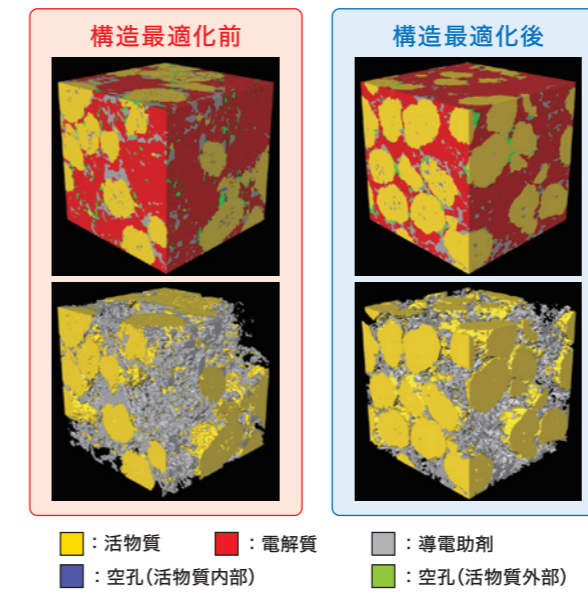 構造最適化前
構造最適化後
：活物質
：電解質
：導電助剤
：空孔（活物質内部）
：空孔（活物質外部）